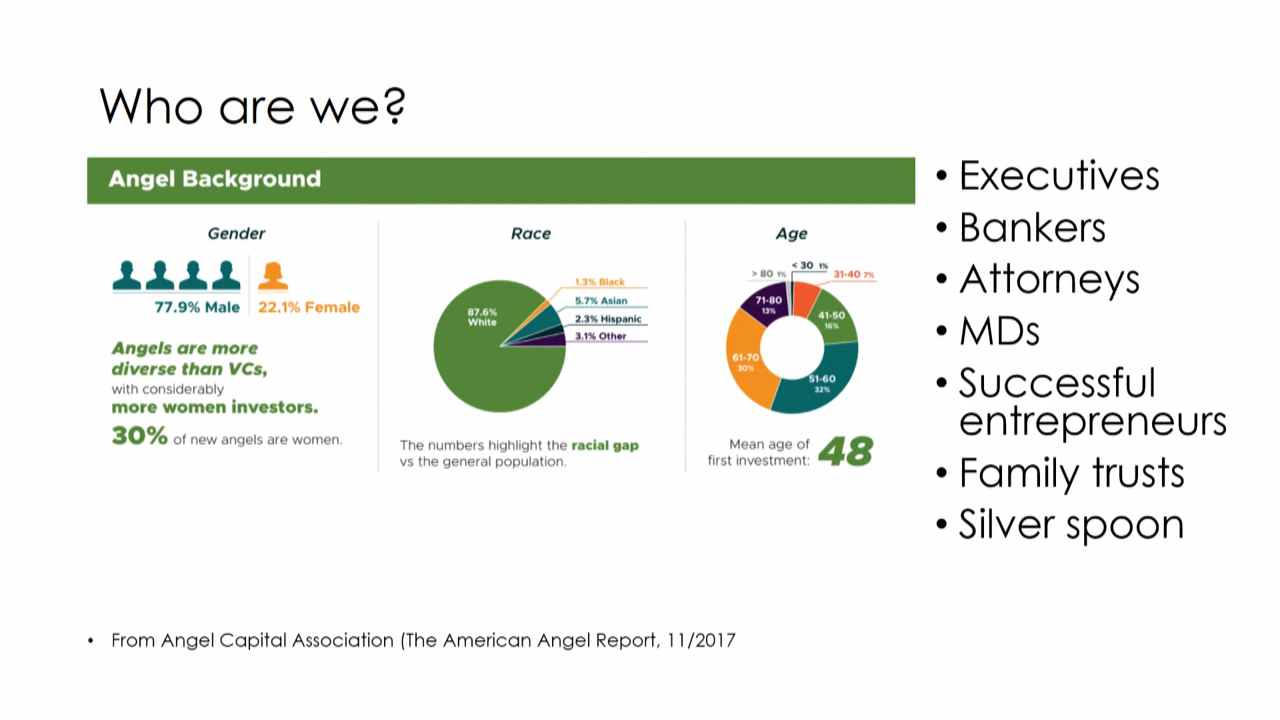 Who are we?
Angel Background
Gender
77.9% Male
22.1% Female
Angels are more
diverse than VCs,
with considerably
more women investors.
30% of new angels are women.
Race
87.6%
White
1.3% Black
5.7% Asian
2.3% Hispanic
3.1% Other
The numbers highlight the racial gap
vs the general population.
Age
> 80 1%
< 30 1%
31-40 7%
71-80
13%
41-50
16%
61-70
30%
51-60
32%
Mean age of
first investment: 48
• Executives
• Bankers
• Attorneys
• MDs
• Successful
entrepreneurs
• Family trusts
• Silver spoon
• From Angel Capital Association (The American Angel Report, 11/2017